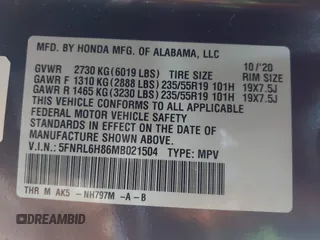 MFD. BY HONDA MFG. OF ALABAMA, LLC
10/'20
GVWR 2730 KG(6019 LBS) TIRE SIZE RIM SIZE
GAWR F 1310 KG(2888 LBS)235/55R19 101H 19X7.5J
GAWR R 1465 KG(3230 LBS)235/55R19 101H 19X7.5J
THIS VEHICLE CONFORMS TO ALL APPLICABLE
FEDERAL MOTOR VEHICLE SAFETY STANDARDS IN
EFFECT ON THE DATE OF MANUFACTURE SHOWN ABOVE.
V.I.N.: 5FNRL6H86MB021504 TYPE: MPV
THR M AK5 - NH797M -A-B